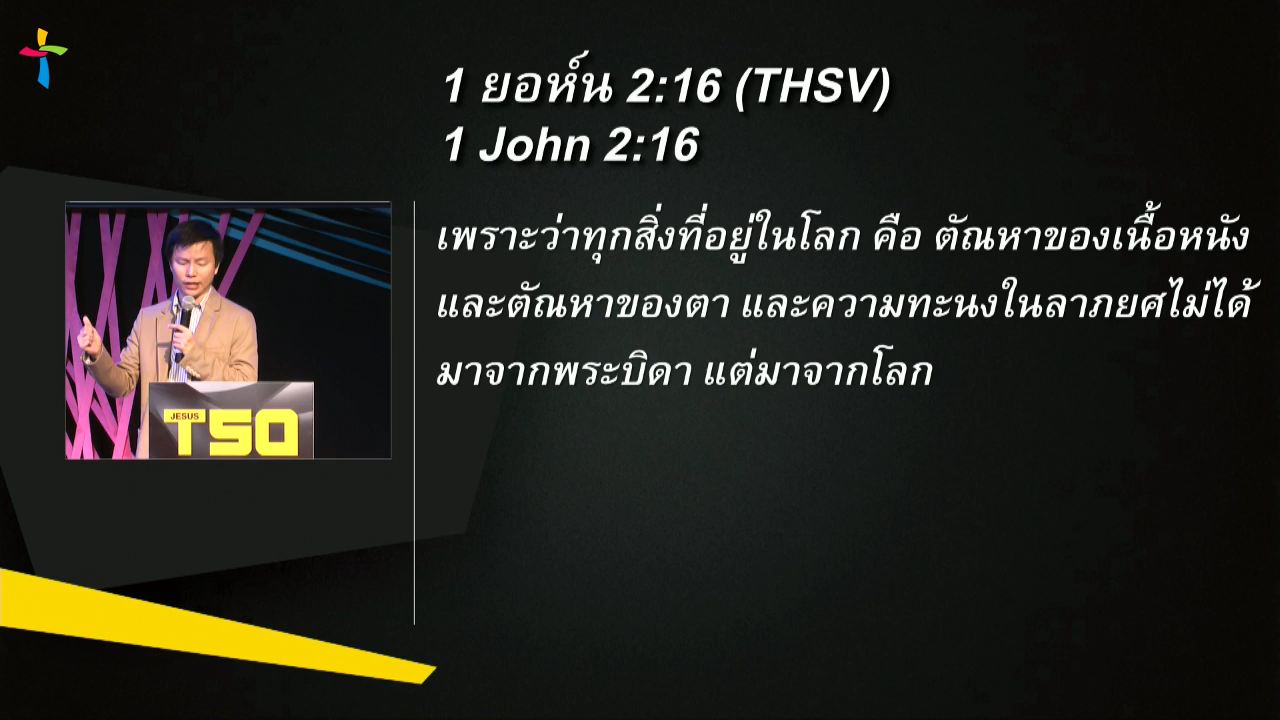 1 ยอห์น 2:16 (THSV)
1 John 2:16
เพราะว่าทุกสิ่งที่อยู่ในโลก คือ ตัณหาของเนื้อหนัง
และตัณหาของตา และความทะนงในลาภยศไม่ได้
มาจากพระบิดา แต่มาจากโลก
JESUS
TSO